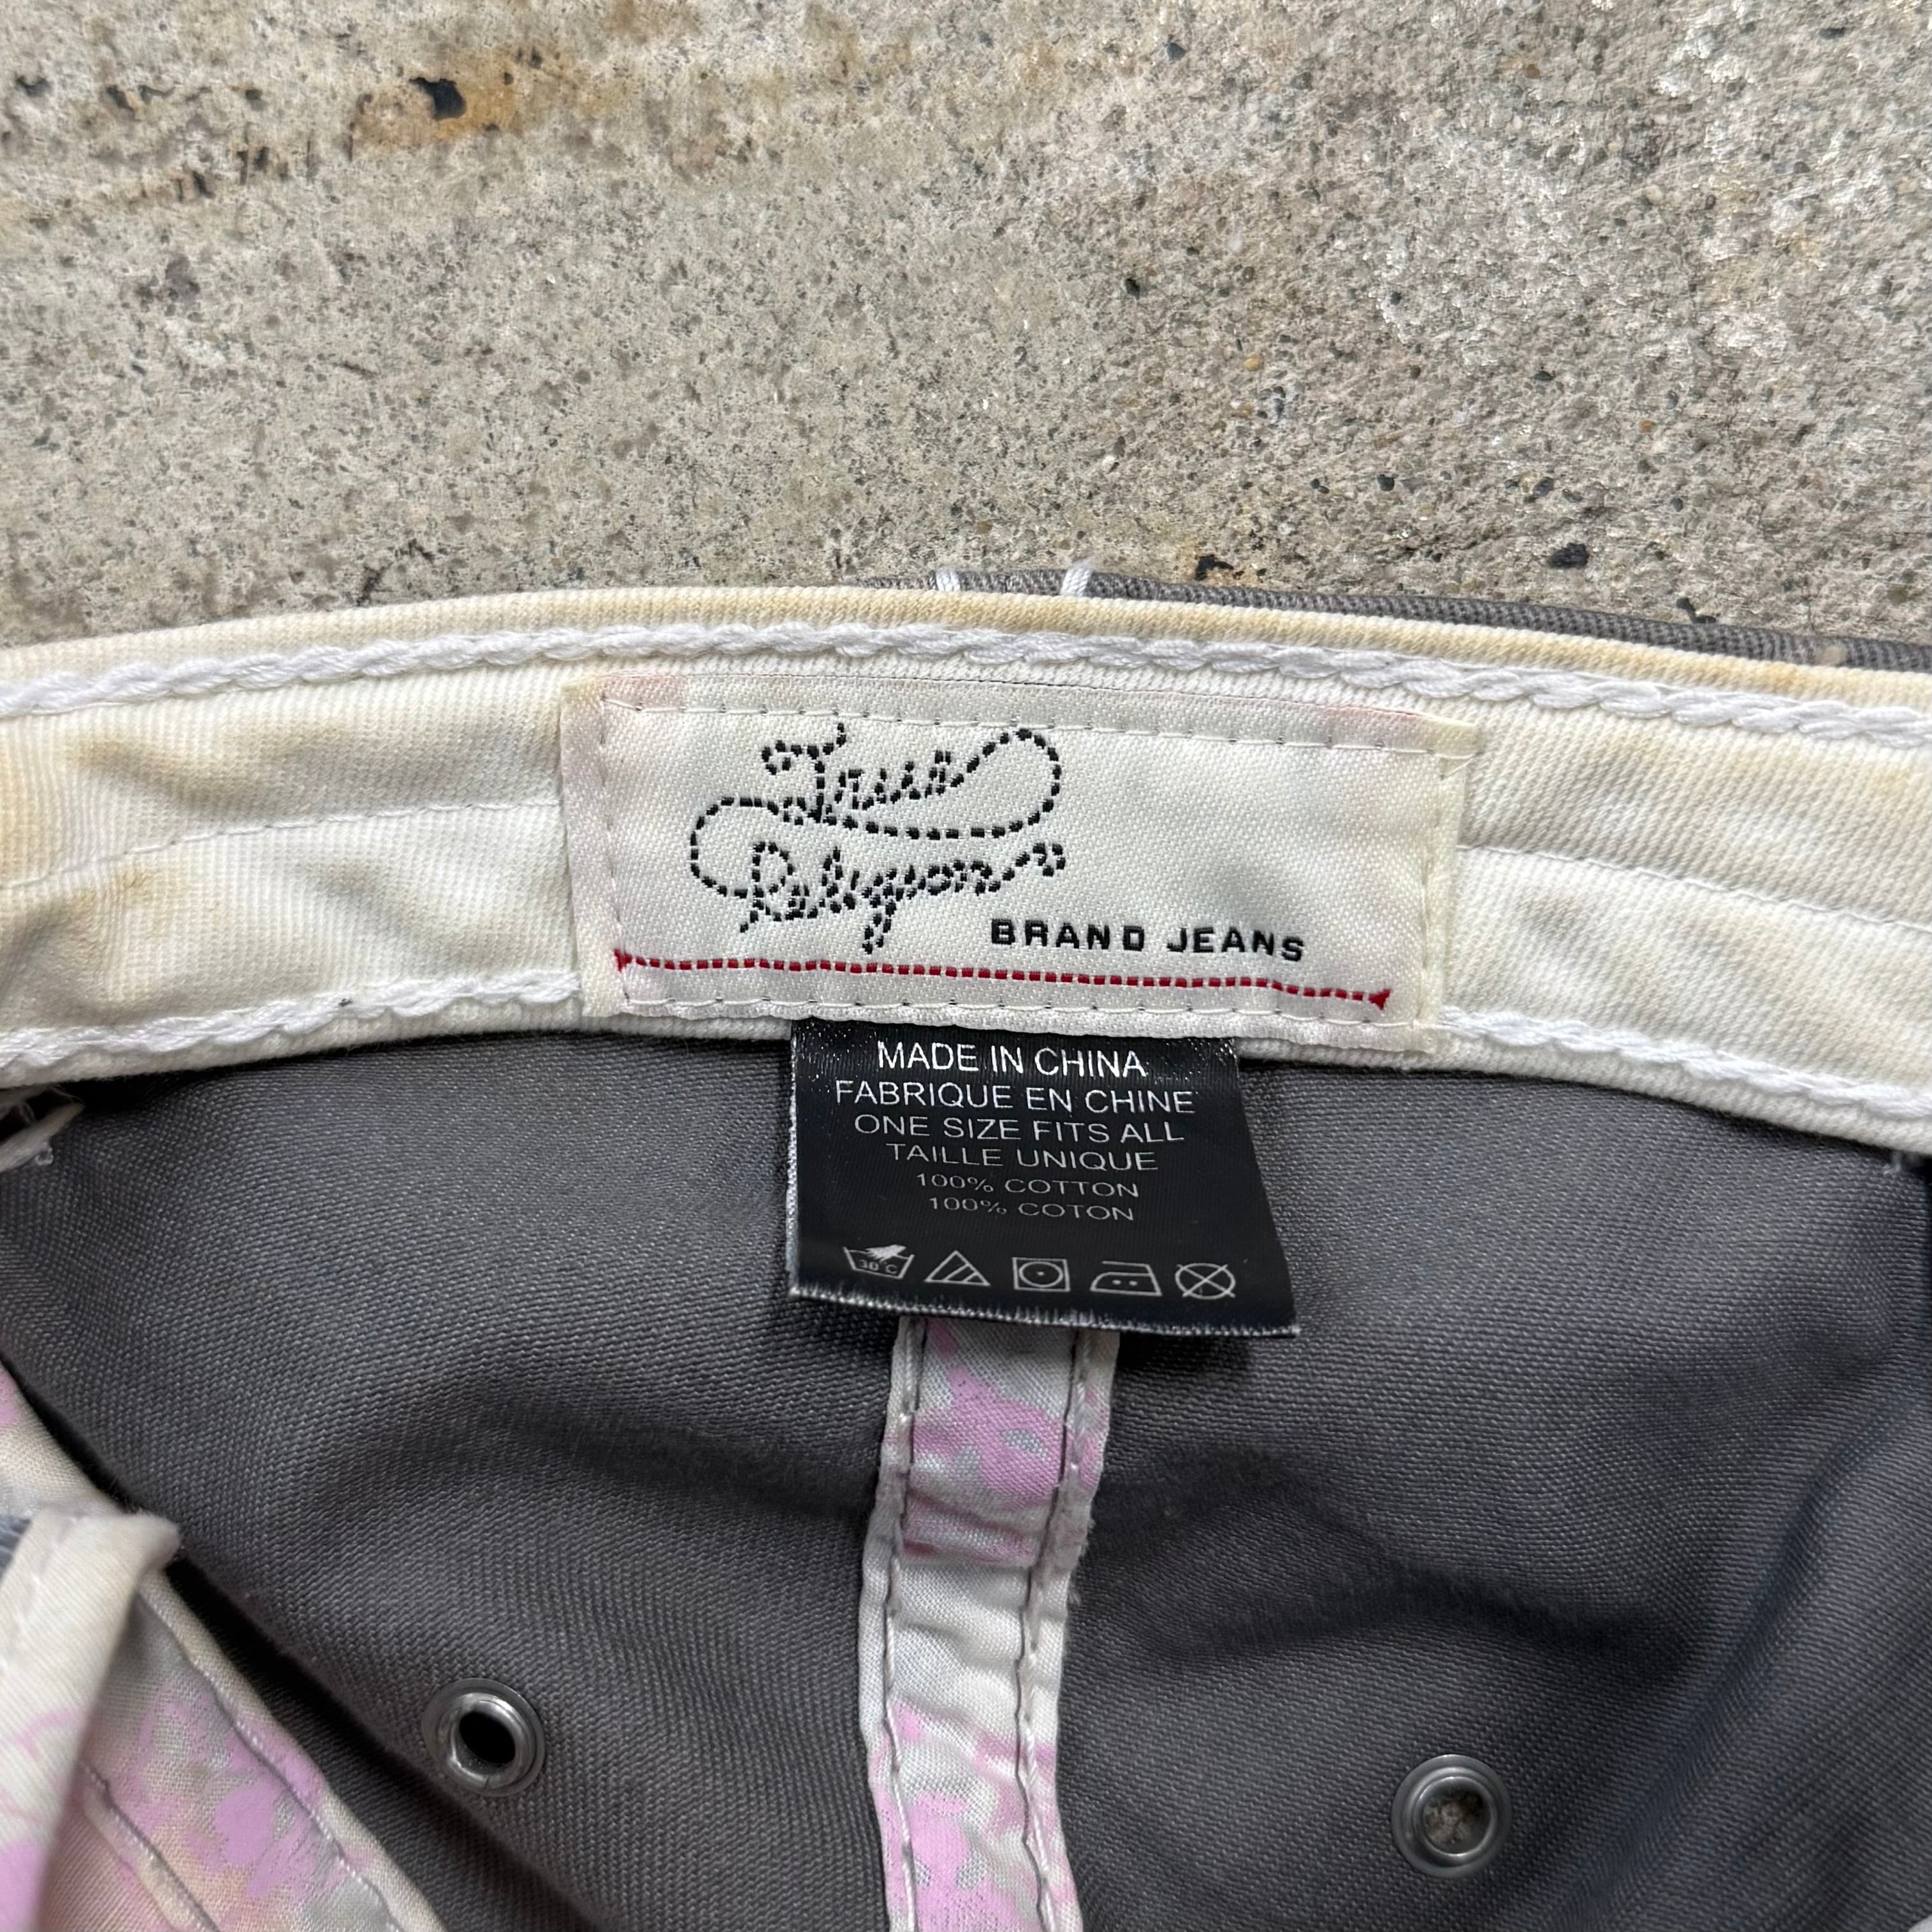 True
Religion
BRAND JEANS
MADE IN CHINA
FABRIQUE EN CHINE
ONE SIZE FITS ALL
TAILLE UNIQUE
100% COTTON
100% COTON
30°C